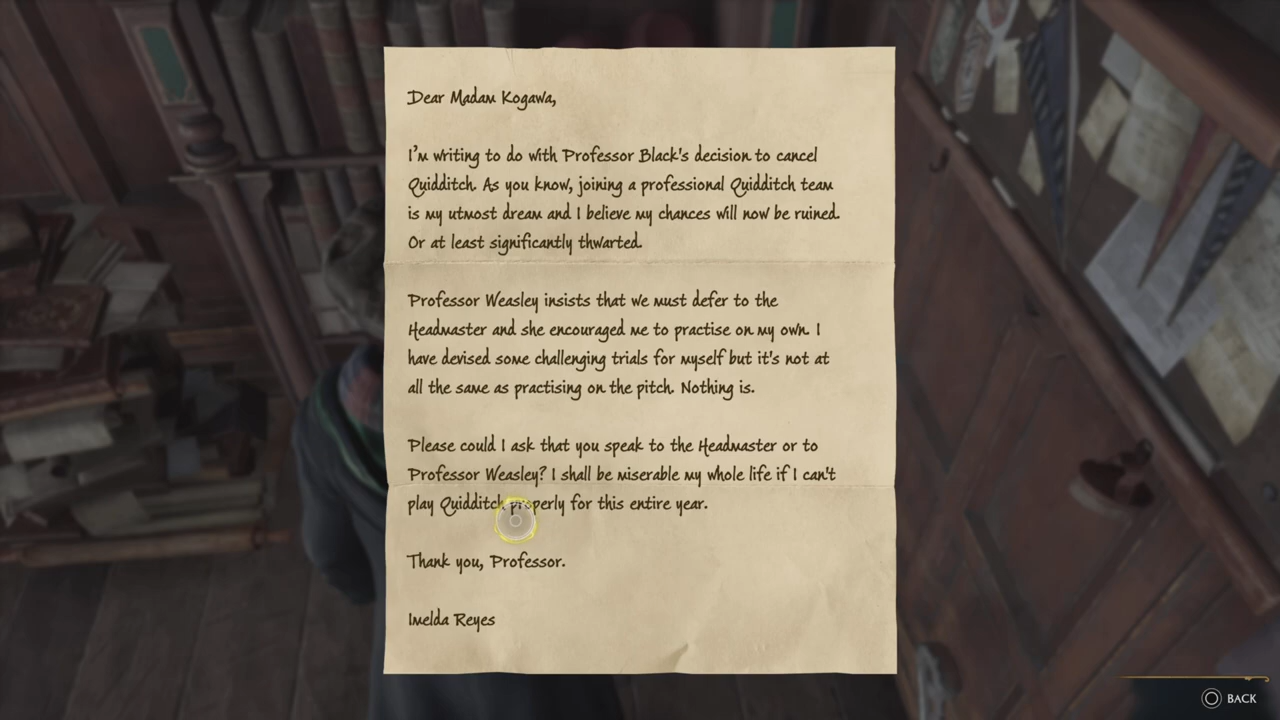 Dear Madam Kogawa,
I'm writing to do with Professor Black's decision to cancel
Quidditch. As you know, joining a professional Quidditch team
is my utmost dream and I believe my chances will now be ruined.
Or at least significantly thwarted.
Professor Weasley insists that we must defer to the
Headmaster and she encouraged me to practise on my own. I
have devised some challenging trials for myself but it's not at
all the same as practising on the pitch. Nothing is.
Please could I ask that you speak to the Headmaster or to
Professor Weasley? I shall be miserable my whole life if I can't
play Quidditch properly for this entire year.
Thank you, Professor.
Imelda Reyes
BACK